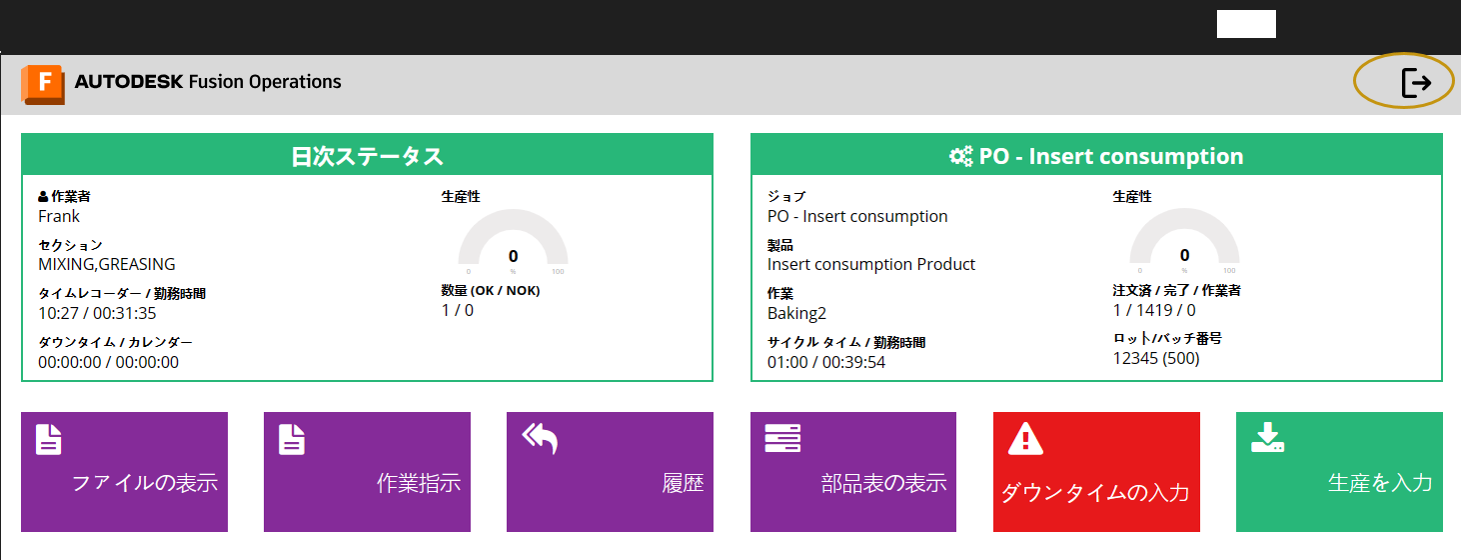 F AUTODESK Fusion Operations
日次ステータス
作業者
Frank
セクション
MIXING,GREASING
タイムレコーダー / 勤務時間
10:27 / 00:31:35
ダウンタイム / カレンダー
00:00:00 / 00:00:00
生産性
0
0 % 100
数量 (OK / NOK)
1 / 0
PO - Insert consumption
ジョブ
PO - Insert consumption
製品
Insert consumption Product
作業
Baking2
サイクル タイム / 勤務時間
01:00 / 00:39:54
生産性
0
0 % 100
注文済 / 完了 / 作業者
1 / 1419 / 0
ロット/バッチ番号
12345 (500)
ファイルの表示
作業指示
履歴
部品表の表示
ダウンタイムの入力
生産を入力